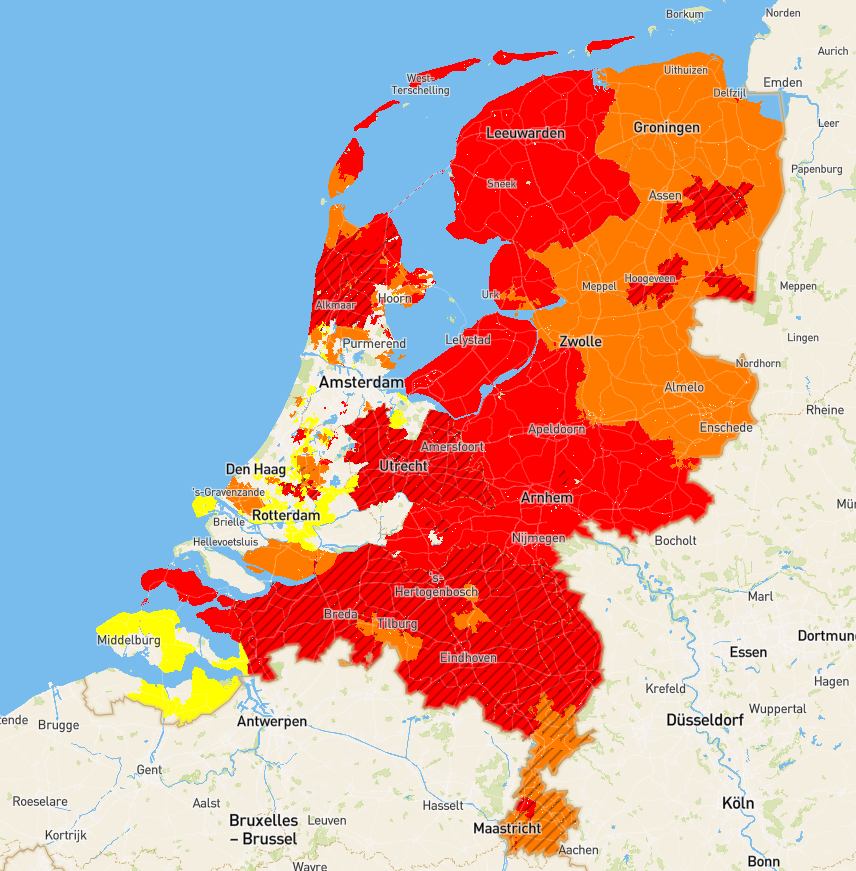 Borkum
Norden
Aurich
Uithuizen
Emden
Delfzijl
West-
Terschelling
Leeuwarden
Groningen
Leer
Papenburg
Sneek
Assen
Hoogeveen
Meppel
Meppen
Urk
Hoorn
Alkmaar
Purmerend
Lelystad
Zwolle
Lingen
Nordhorn
Amsterdam
Almelo
Rheine
Apeldoorn
Enschede
Amersfoort
Utrecht
Den Haag
's-Gravenzande
Arnhem
Mün
Rotterdam
Brielle
Hellevoetsluis
Nijmegen
Bocholt
's-
Hertogenbosch
Marl
Breda
Tilburg
Middelburg
Dortmun
Essen
Eindhoven
Hagen
Krefeld
Wuppertal
tende
Brugge
Antwerpen
Düsseldorf
Gent
Roeselare
Aalst
Hasselt
Köln
Bruxelles
– Brussel
Leuven
Kortrijk
Maastricht
Aachen
Wavre
Bonn